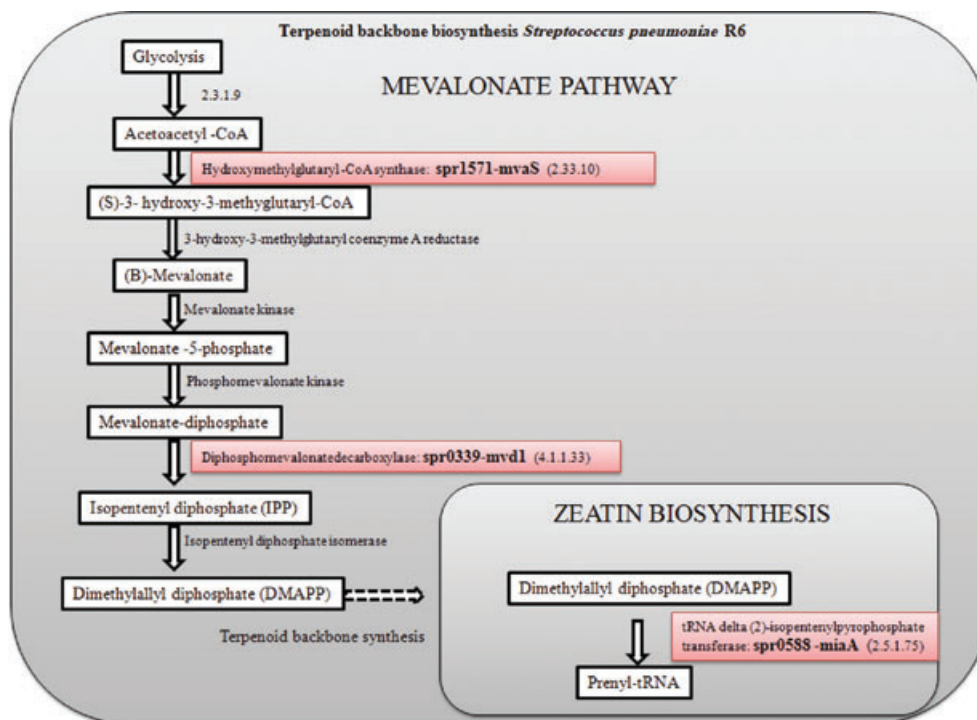 Terpenoid backbone biosynthesis Streptococcus pneumoniae R6
MEVALONATE PATHWAY
Glycolysis
2.3.1.9
Acetoacetyl -CoA
Hydroxymethylglutaryl-CoA synthase: spr1571-mvaS (2.33.10)
(S)-3- hydroxy-3-methyglutaryl-CoA
3-hydroxy-3-methylglutaryl coenzyme A reductase
(B)-Mevalonate
Mevalonate kinase
Mevalonate -5-phosphate
Phosphomevalonate kinase
Mevalonate-diphosphate
Diphosphomevalonatedecarboxylase: spr0339-mvd1 (4.1.1.33)
Isopentenyl diphosphate (IPP)
Isopentenyl diphosphate isomerase
Dimethylallyl diphosphate (DMAPP)
Terpenoid backbone synthesis
ZEATIN BIOSYNTHESIS
Dimethylallyl diphosphate (DMAPP)
tRNA delta (2)-isopentenylpyrophosphate
transferase: spr0588 -miaA (2.5.1.75)
Prenyl-tRNA